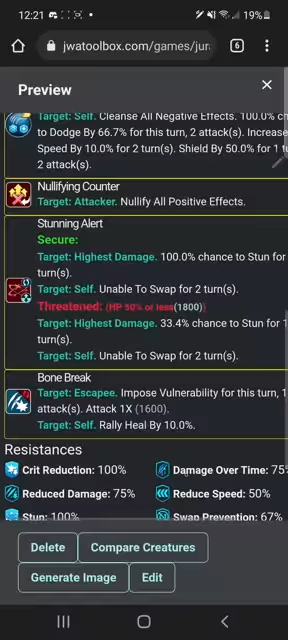 12:21
19%
jwatoolbox.com/games/jura
6
Preview
Target: Self. Cleanse All Negative Effects. 100.0% ch
to Dodge By 66.7% for this turn, 2 attack(s). Increase
Speed By 10.0% for 2 turn(s). Shield By 50.0% for 1 t
2 attack(s).
Nullifying Counter
Target: Attacker. Nullify All Positive Effects.
Stunning Alert
Secure:
Target: Highest Damage. 100.0% chance to Stun for
turn(s).
Target: Self. Unable To Swap for 2 turn(s).
Threatened: (HP 50% or less(1800))
Target: Highest Damage. 33.4% chance to Stun for 1
turn(s).
Target: Self. Unable To Swap for 2 turn(s).
Bone Break
Target: Escapee. Impose Vulnerability for this turn, 1
attack(s). Attack 1X (1600).
Target: Self. Rally Heal By 10.0%.
Resistances
Crit Reduction: 100% Damage Over Time: 75%
Reduced Damage: 75% Reduce Speed: 50%
Stun: 100% Swap Prevention: 67%
Delete Compare Creatures
Generate Image Edit